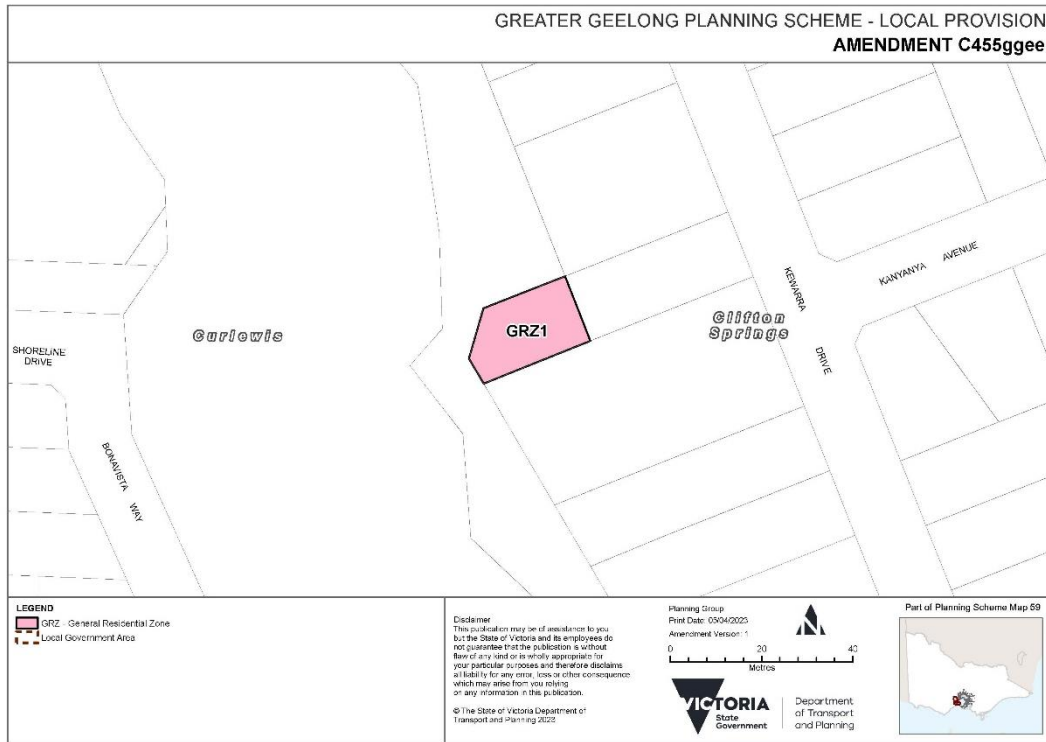 GREATER GEELONG PLANNING SCHEME - LOCAL PROVISION
AMENDMENT C455ggee
Curlewis
GRZ1
Clifton
Springs
KEWARRA
DRIVE
KANYANYA AVENUE
SHORELINE
DRIVE
BONAVISTA WAY
LEGEND
GRZ - General Residential Zone
Local Government Area
Disclaimer
This publication may be of assistance to you
but the State of Victoria and its employees do
not guarantee that the publication is without
flaw of any kind or is wholly appropriate for
your particular purposes and therefore disclaims
all liability for any error, loss or other consequence
which may arise from you relying
on any information in this publication.
© The State of Victoria Department of
Transport and Planning 2023
Planning Group
Print Date: 05/04/2023
Amendment Version: 1
N
0 20 40
Metres
VICTORIA
State
Government
Department
of Transport
and Planning
Part of Planning Scheme Map 59